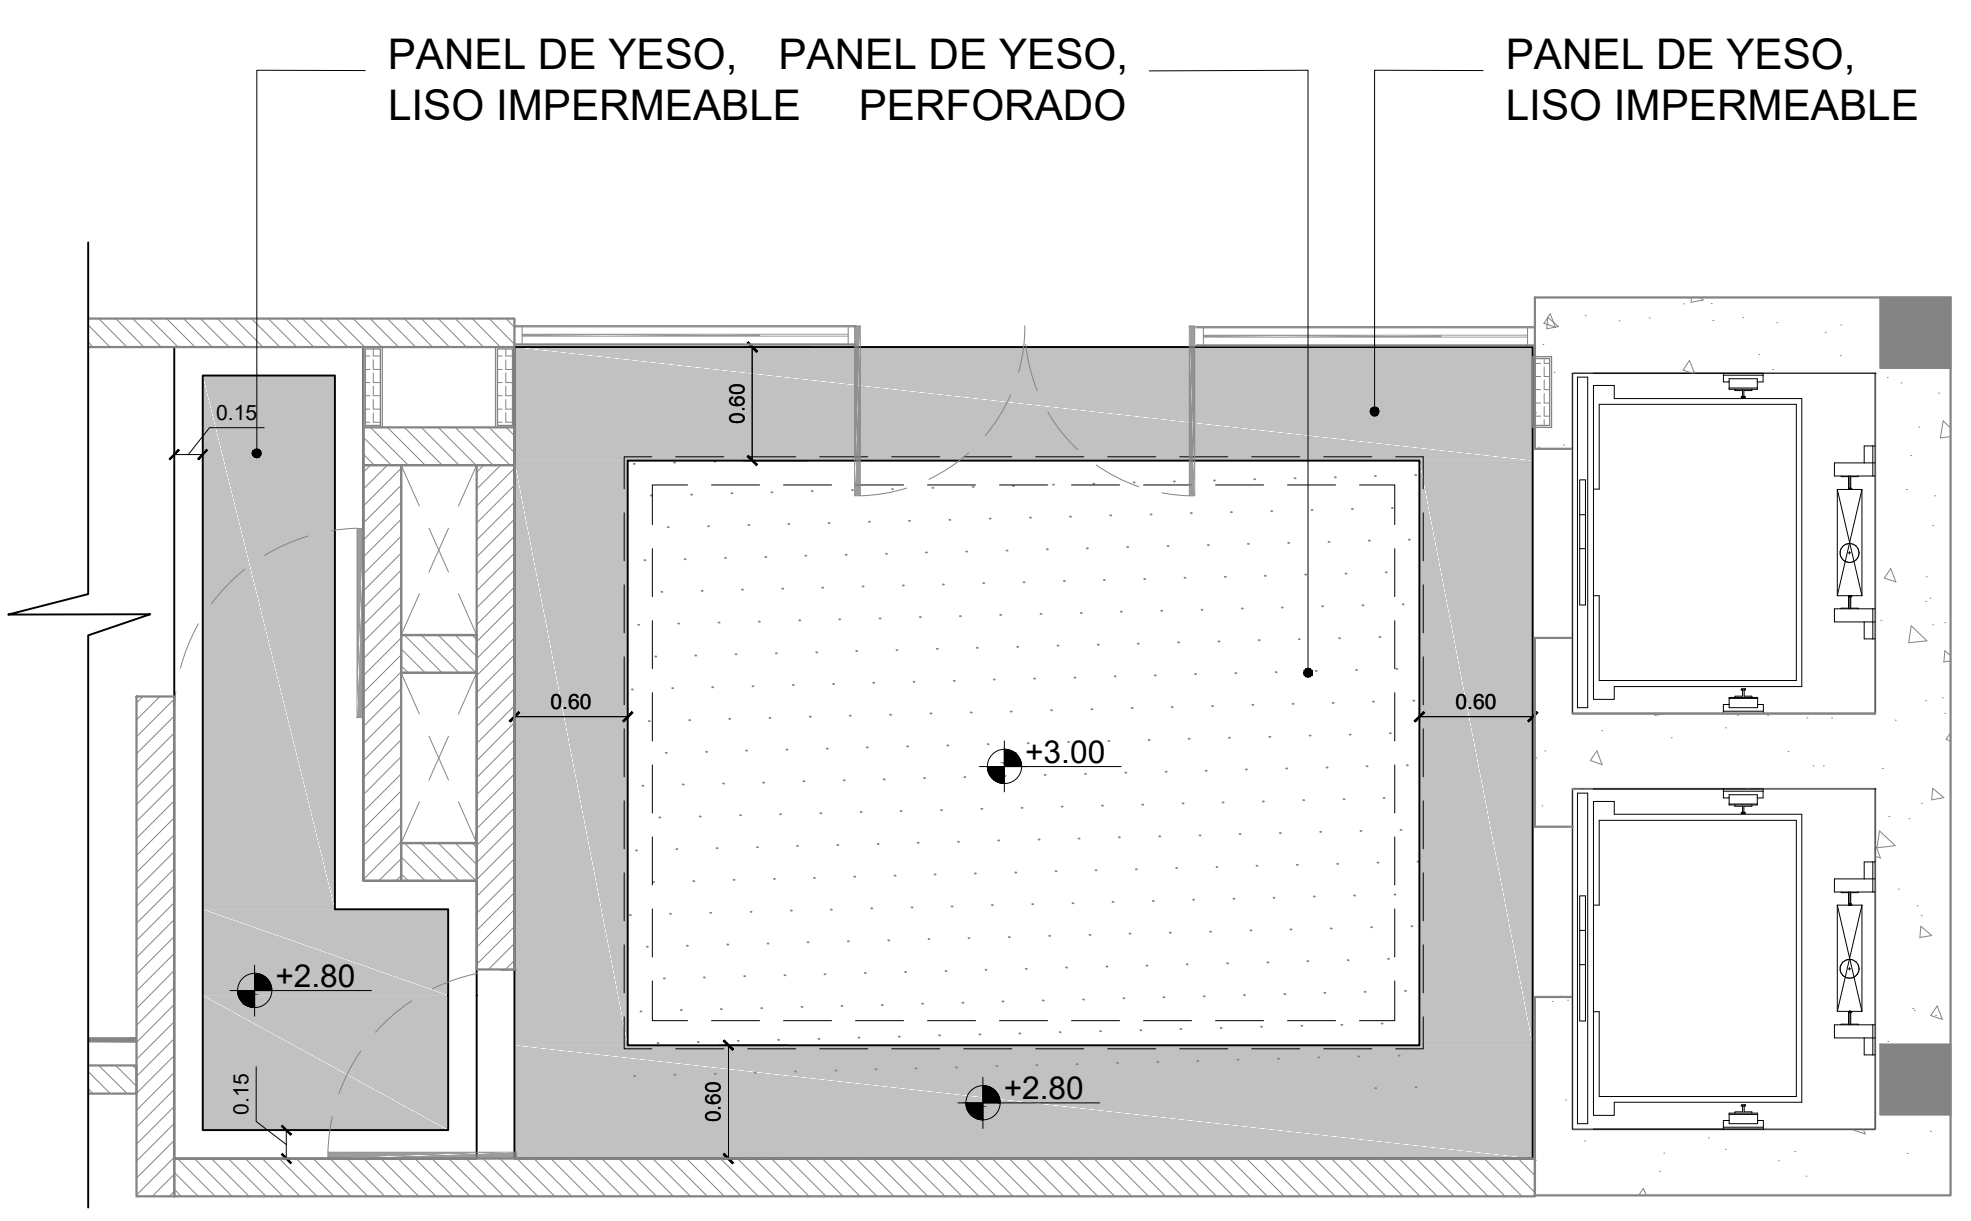 PANEL DE YESO,
LISO IMPERMEABLE
PANEL DE YESO,
PERFORADO
PANEL DE YESO,
LISO IMPERMEABLE
0.15
0.60
0.60
0.60
+3.00
+2.80
0.15
0.60
+2.80